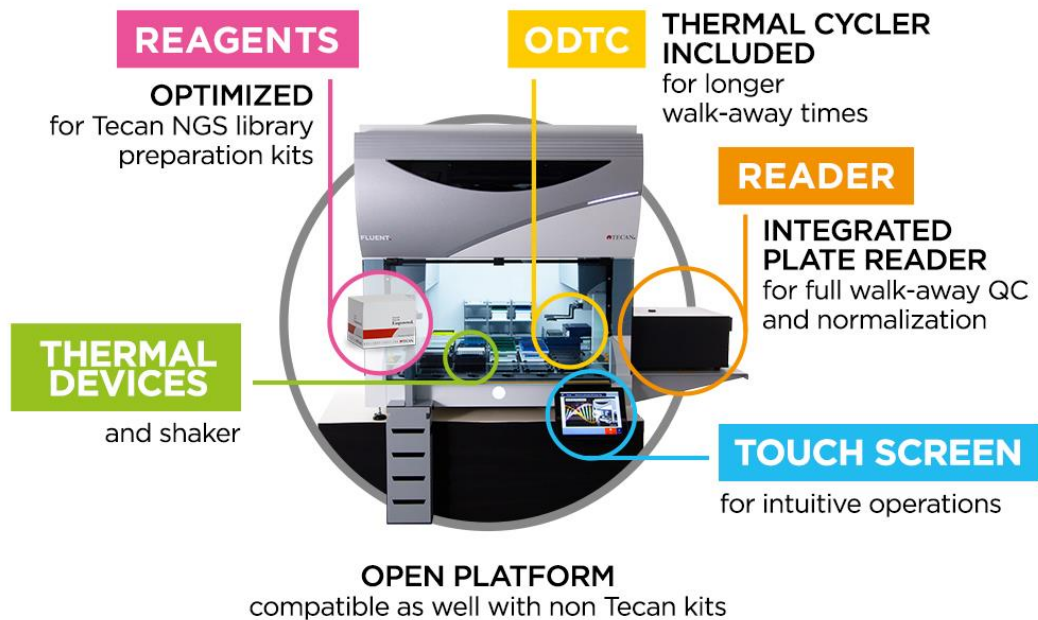 REAGENTS
OPTIMIZED
for Tecan NGS library
preparation kits
ODTC
THERMAL CYCLER
INCLUDED
for longer
walk-away times
READER
INTEGRATED
PLATE READER
for full walk-away QC
and normalization
FLUENT
TECAN
THERMAL
DEVICES
and shaker
TOUCH SCREEN
for intuitive operations
OPEN PLATFORM
compatible as well with non Tecan kits